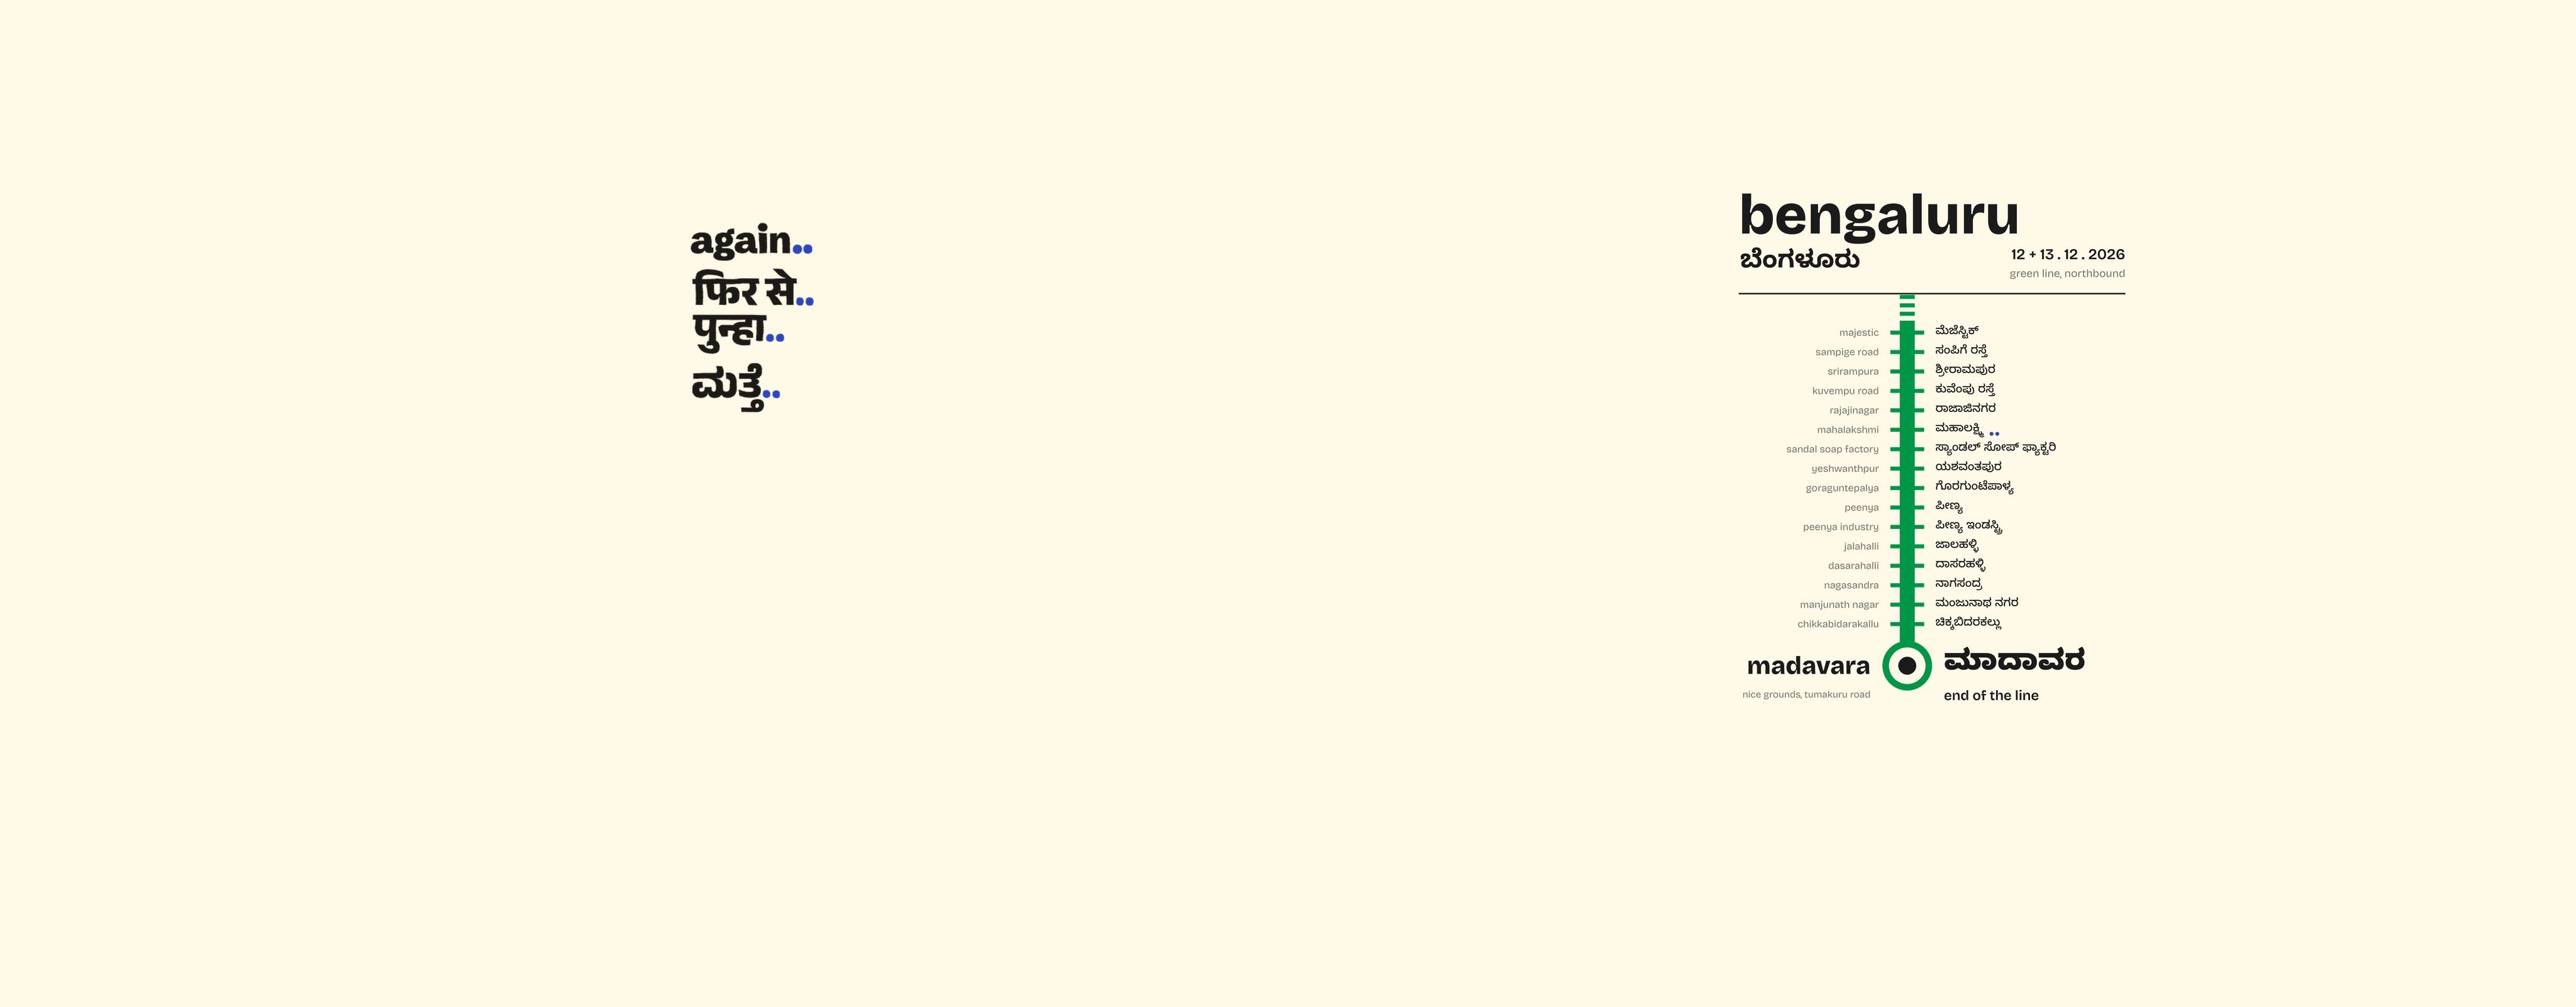 again..
फिर से..
पुन्हा..
ಮತ್ತೆ..
bengaluru
ಬೆಂಗಳೂರು
12 + 13 . 12 . 2026
green line, northbound
majestic ಮೆಜೆಸ್ಟಿಕ್
sampige road ಸಂಪಿಗೆ ರಸ್ತೆ
srirampura ಶ್ರೀರಾಮಪುರ
kuvempu road ಕುವೆಂಪು ರಸ್ತೆ
rajajinagar ರಾಜಾಜಿನಗರ
mahalakshmi ಮಹಾಲಕ್ಷ್ಮಿ ..
sandal soap factory ಸ್ಯಾಂಡಲ್ ಸೋಪ್ ಫ್ಯಾಕ್ಟರಿ
yeshwanthpur ಯಶವಂತಪುರ
goraguntepalya ಗೊರಗುಂಟೆಪಾಳ್ಯ
peenya ಪೀಣ್ಯ
peenya industry ಪೀಣ್ಯ ಇಂಡಸ್ಟ್ರಿ
jalahalli ಜಾಲಹಳ್ಳಿ
dasarahalli ದಾಸರಹಳ್ಳಿ
nagasandra ನಾಗಸಂದ್ರ
manjunath nagar ಮಂಜುನಾಥ ನಗರ
chikkabidarakallu ಚಿಕ್ಕಬಿದರಕಲ್ಲು
madavara ಮಾದಾವರ
nice grounds, tumakuru road end of the line